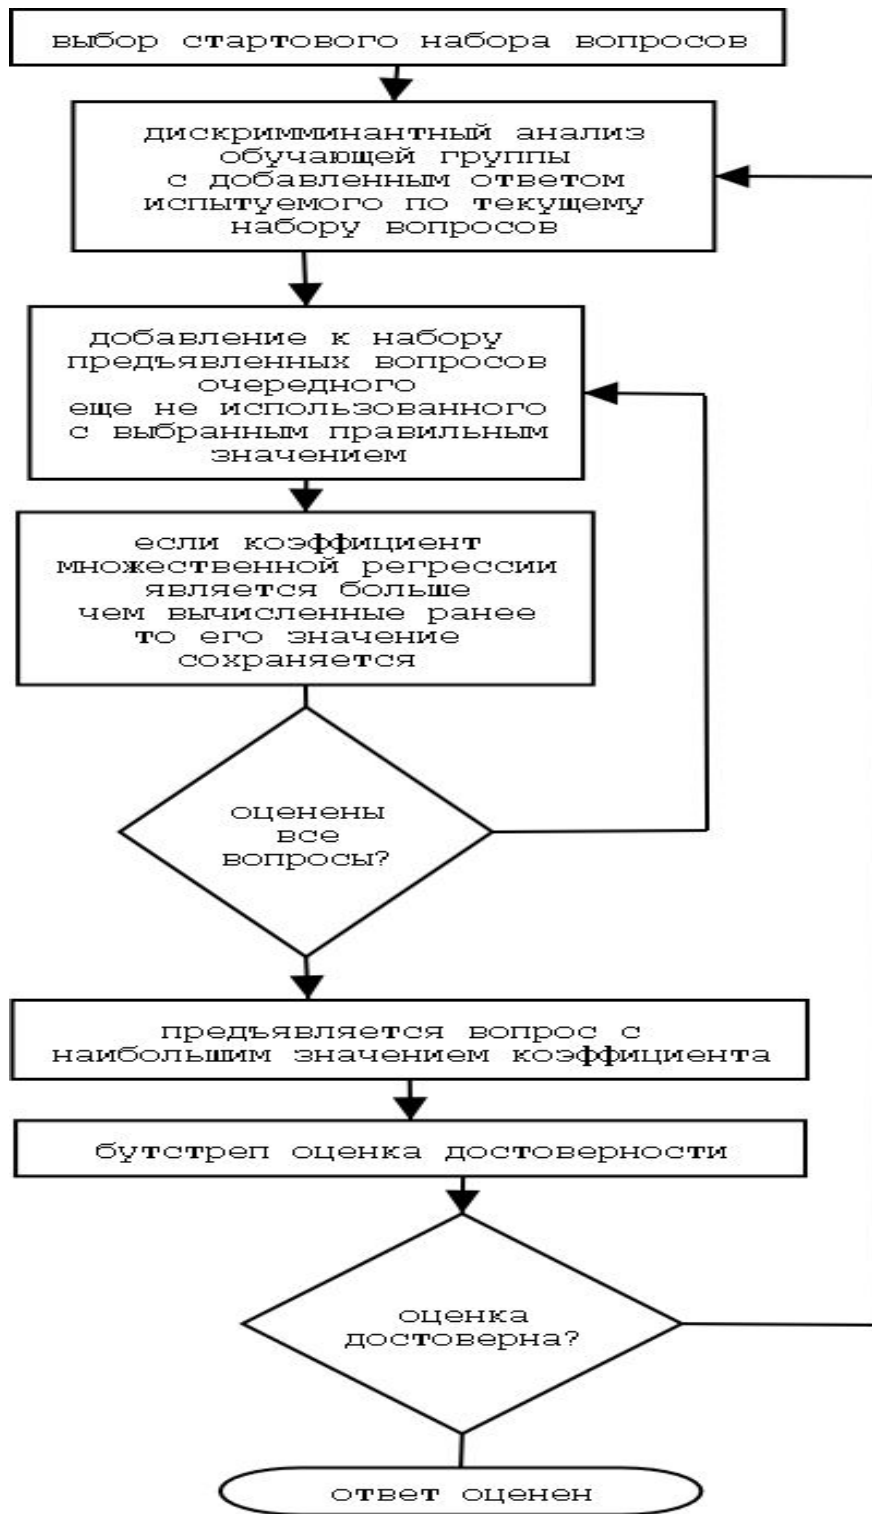 выбор стартового набора вопросов
дискримминантный анализ
обучающей группы
с добавленным ответом
испытуемого по текущему
набору вопросов
добавление к набору
предъявленных вопросов
очередного
еще не использованного
с выбранным правильным
значением
если коэффициент
множественной регрессии
является больше
чем вычисленные ранее
то его значение
сохраняется
оценены
все
вопросы?
предъявляется вопрос с
наибольшим значением коэффициента
бутстреп оценка достоверности
оценка
достоверна?
ответ оценен